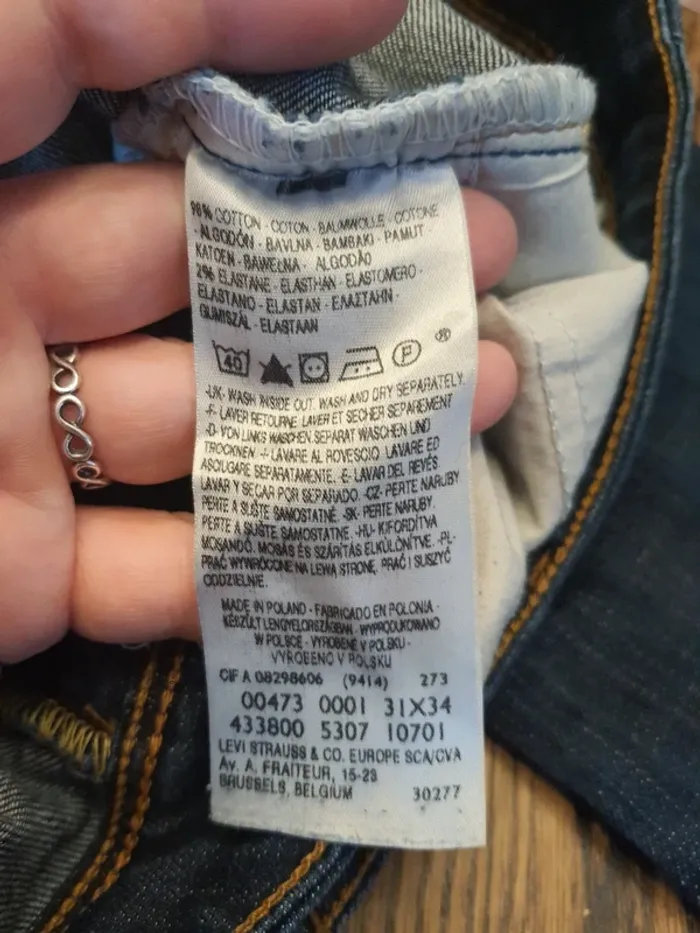 98% COTTON - COTON - BAUMWOLLE - COTONE
- ALGODÓN - BAVLNA - BAMBAKI - PAMUT -
KATOEN - BAWEŁNA - ALGODÃO
2% ELASTANE - ELASTHAN - ELASTOMERO -
ELASTANO - ELASTAN - ΕΛΑΣΤΑΗΝ -
GUMISZÁL - ELASTAAN
40 P ®
-UK- WASH INSIDE OUT. WASH AND DRY SEPARATELY.
-F- LAVER RETOURNE LAVER ET SECHER SEPAREMENT
-D- VON LINKS WASCHEN SEPARAT WASCHEN UND
TROCKNEN -I- LAVARE AL ROVESCIO LAVARE ED
ASCIUGARE SEPARATAMENTE. -E- LAVAR DEL REVÉS
LAVAR Y SECAR POR SEPARADO. -CZ- PERTE NARUBY
PERTE A SUŠTE SAMOSTATNĚ. -SK- PERTE NARUBY.
PERTE A SUŠTE SAMOSTATNE. -HU- KIFORDÍTVA
MOSANDÓ. MOSÁS ÉS SZÁRÍTÁS ELKÜLÖNÍTVE. -PL-
PRAĆ WYWRÓCONE NA LEWĄ STRONĘ, PRAĆ I SUSZYĆ
ODDZIELNIE.
MADE IN POLAND - FABRICADO EN POLONIA -
KÉSZÜLT LENGYELORSZÁGBAN - WYPRODUKOWANO
W POLSCE - VYROBENÉ V POLSKU -
VYROBENO V POLSKU
CIF A 08298606 (9414) 273
00473 0001 31X34
433800 5307 10701
LEVI STRAUSS & CO. EUROPE SCA/CVA
Av. A. FRAITEUR, 15-23
BRUSSELS, BELGIUM 30277